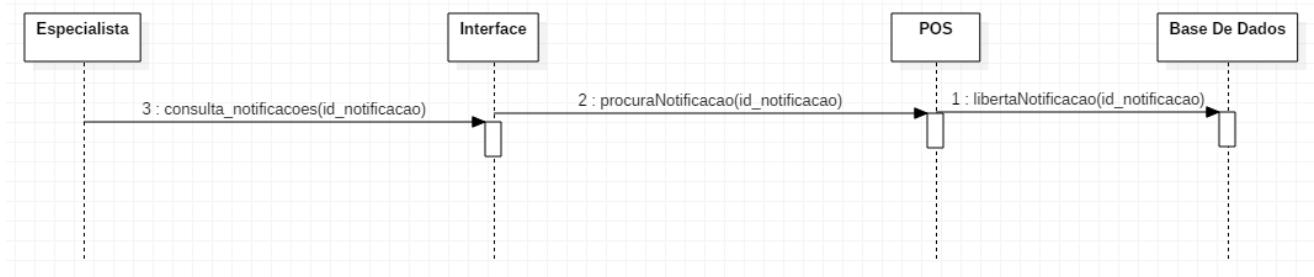 Especialista
Interface
POS
Base De Dados
3 : consulta_notificacoes(id_notificacao)
2 : procuraNotificacao(id_notificacao)
1 : libertaNotificacao(id_notificacao)